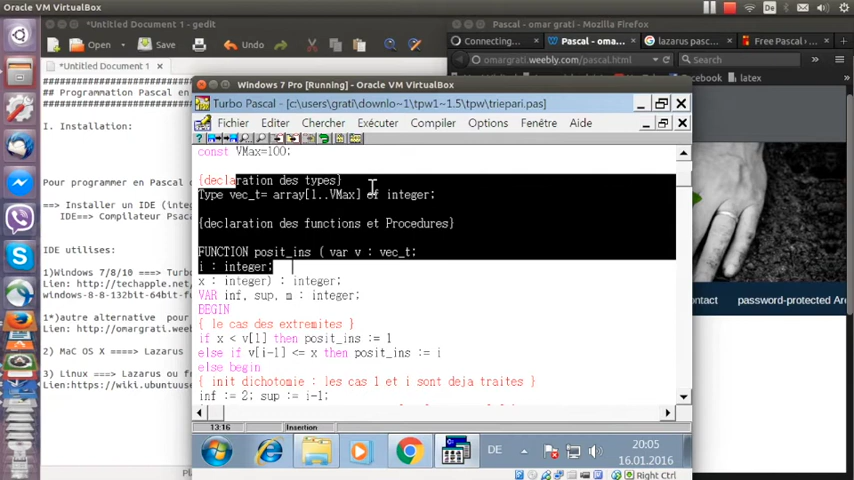 Oracle VM VirtualBox
De
*Untitled Document 1 - gedit
Open
Save
Undo
*Untitled Document 1 ×
## Programmation Pascal en
I. Installation:
Pour programmer en Pascal
==> Installer un IDE
IDE==> Compilateur
IDE utilises:
1)Windows 7/8/10 ===>
Lien: http://techapple.net/
windows-8-8-132bit-64bit-fu
1*)autre alternative pour
Lien: http://omargrati.weeb
2) MaC OS X ====> Lazarus
3) Linux ====> Lazarus ou
Lien:https://wiki.ubuntuuse
Pascal - omar grati - Mozilla Firefox
Connecting...
Pascal - oma... ×
lazarus pasc... ×
Free Pascal -
omargrati.weebly.com/pascal.html
Search
Boulot
latex
ontact
password-protected Are
Windows 7 Pro [Running] - Oracle VM VirtualBox
Turbo Pascal - [c:\users\grati\downlo~1\tpw1~1.5\tpw\triepari.pas]
Fichier Editer Chercher Exécuter Compiler Options Fenêtre Aide
const VMax=100;
{declaration des types}
Type vec_t= array[1..VMax] of integer;
{declaration des functions et Procedures}
FUNCTION posit_ins ( var v : vec_t;
i : integer;
x : integer) : integer;
VAR inf, sup, m : integer;
BEGIN
{ le cas des extremites }
if x < v[1] then posit_ins := 1
else if v[i-1] <= x then posit_ins := i
else begin
{ init dichotomie : les cas 1 et i sont deja traites }
inf := 2; sup := i-1;
13:16
Insertion
DE
20:05
16.01.2016
Right Ctrl